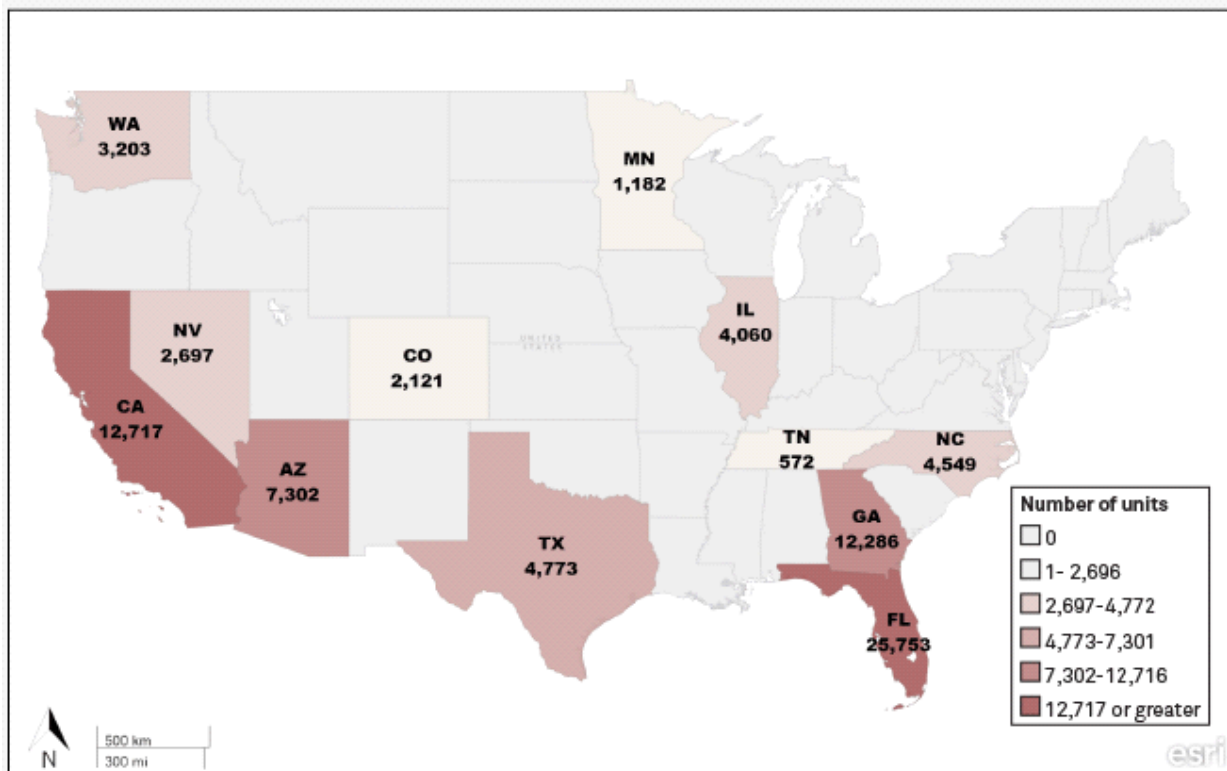 WA
3,203
MN
1,182
NV
2,697
CO
2,121
IL
4,060
UNITED
STATES
CA
12,717
AZ
7,302
TX
4,773
TN
572
NC
4,549
GA
12,286
FL
25,753
Number of units
0
1- 2,696
2,697-4,772
4,773-7,301
7,302-12,716
12,717 or greater
N
500 km
300 mi
esri